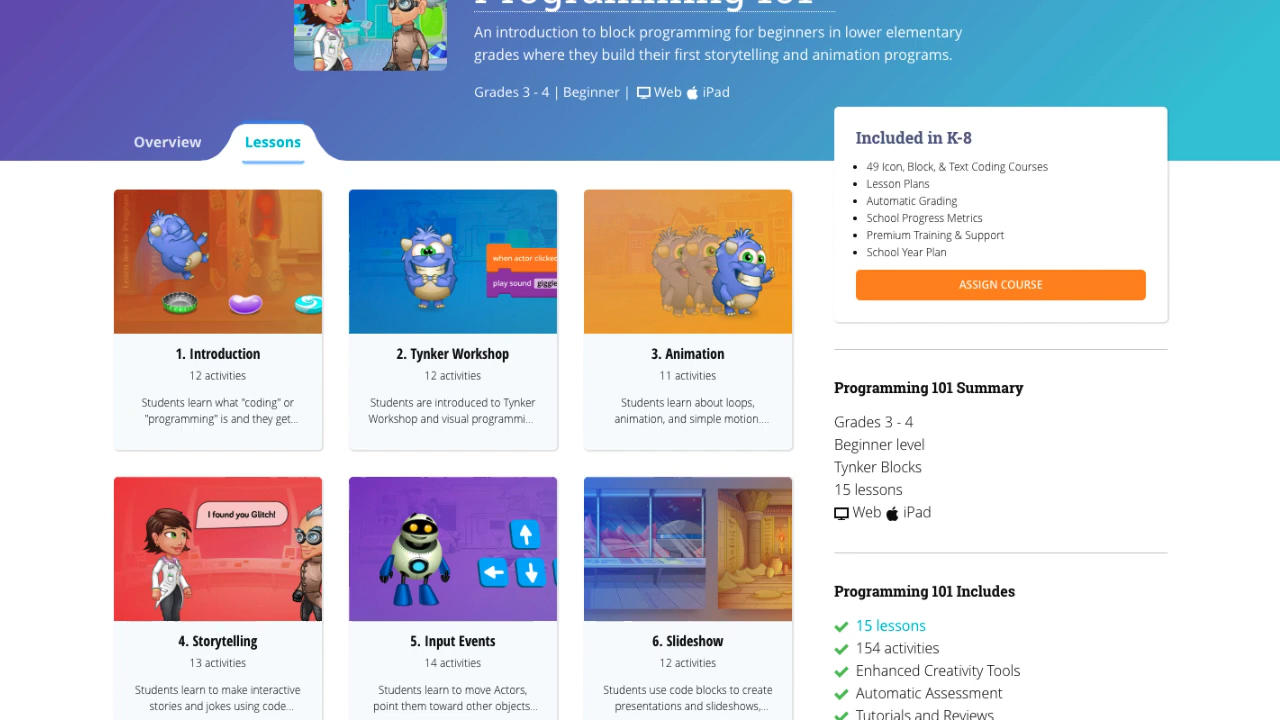 Programming 101
An introduction to block programming for beginners in lower elementary
grades where they build their first storytelling and animation programs.
Grades 3 - 4 | Beginner | Web iPad
Overview
Lessons
1. Introduction
12 activities
Students learn what "coding" or
"programming" is and they get...
when actor clicked
play sound giggle
2. Tynker Workshop
12 activities
Students are introduced to Tynker
Workshop and visual programmi...
3. Animation
11 activities
Students learn about loops,
animation, and simple motion....
I found you Glitch!
4. Storytelling
13 activities
Students learn to make interactive
stories and jokes using code...
5. Input Events
14 activities
Students learn to move Actors,
point them toward other objects...
6. Slideshow
12 activities
Students use code blocks to create
presentations and slideshows,...
Included in K-8
49 Icon, Block, & Text Coding Courses
Lesson Plans
Automatic Grading
School Progress Metrics
Premium Training & Support
School Year Plan
ASSIGN COURSE
Programming 101 Summary
Grades 3 - 4
Beginner level
Tynker Blocks
15 lessons
Web iPad
Programming 101 Includes
15 lessons
154 activities
Enhanced Creativity Tools
Automatic Assessment
Tutorials and Reviews